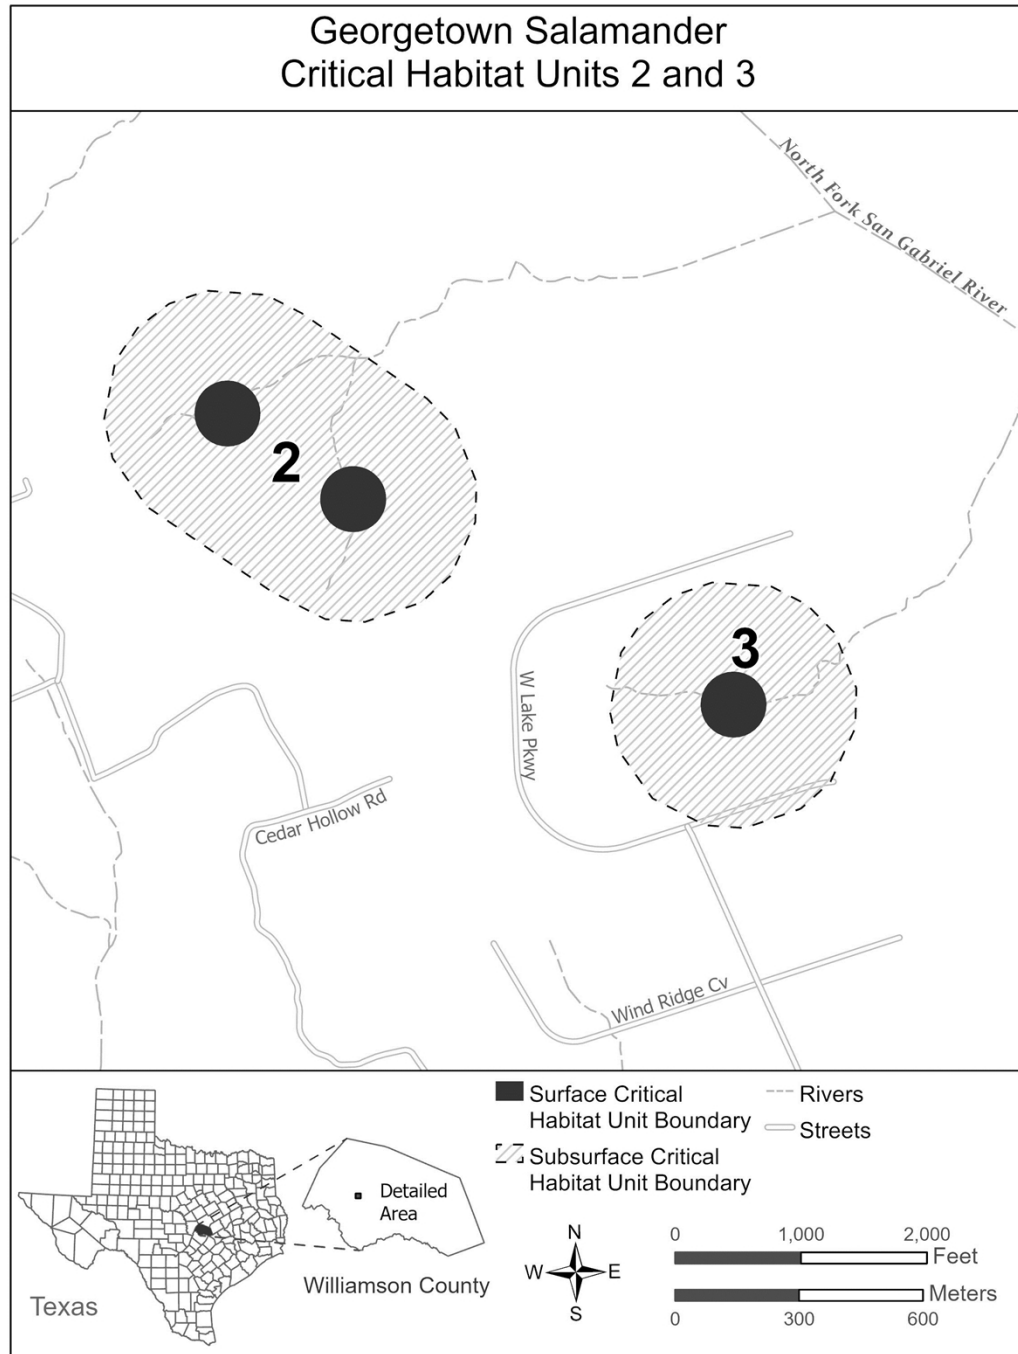 Georgetown Salamander
Critical Habitat Units 2 and 3
North Fork San Gabriel River
2
3
W Lake Pkwy
Cedar Hollow Rd
Wind Ridge Cv
Surface Critical
Habitat Unit Boundary
Subsurface Critical
Habitat Unit Boundary
Rivers
Streets
Detailed
Area
Williamson County
Texas
N
W E
S
0 1,000 2,000
Feet
Meters
0 300 600